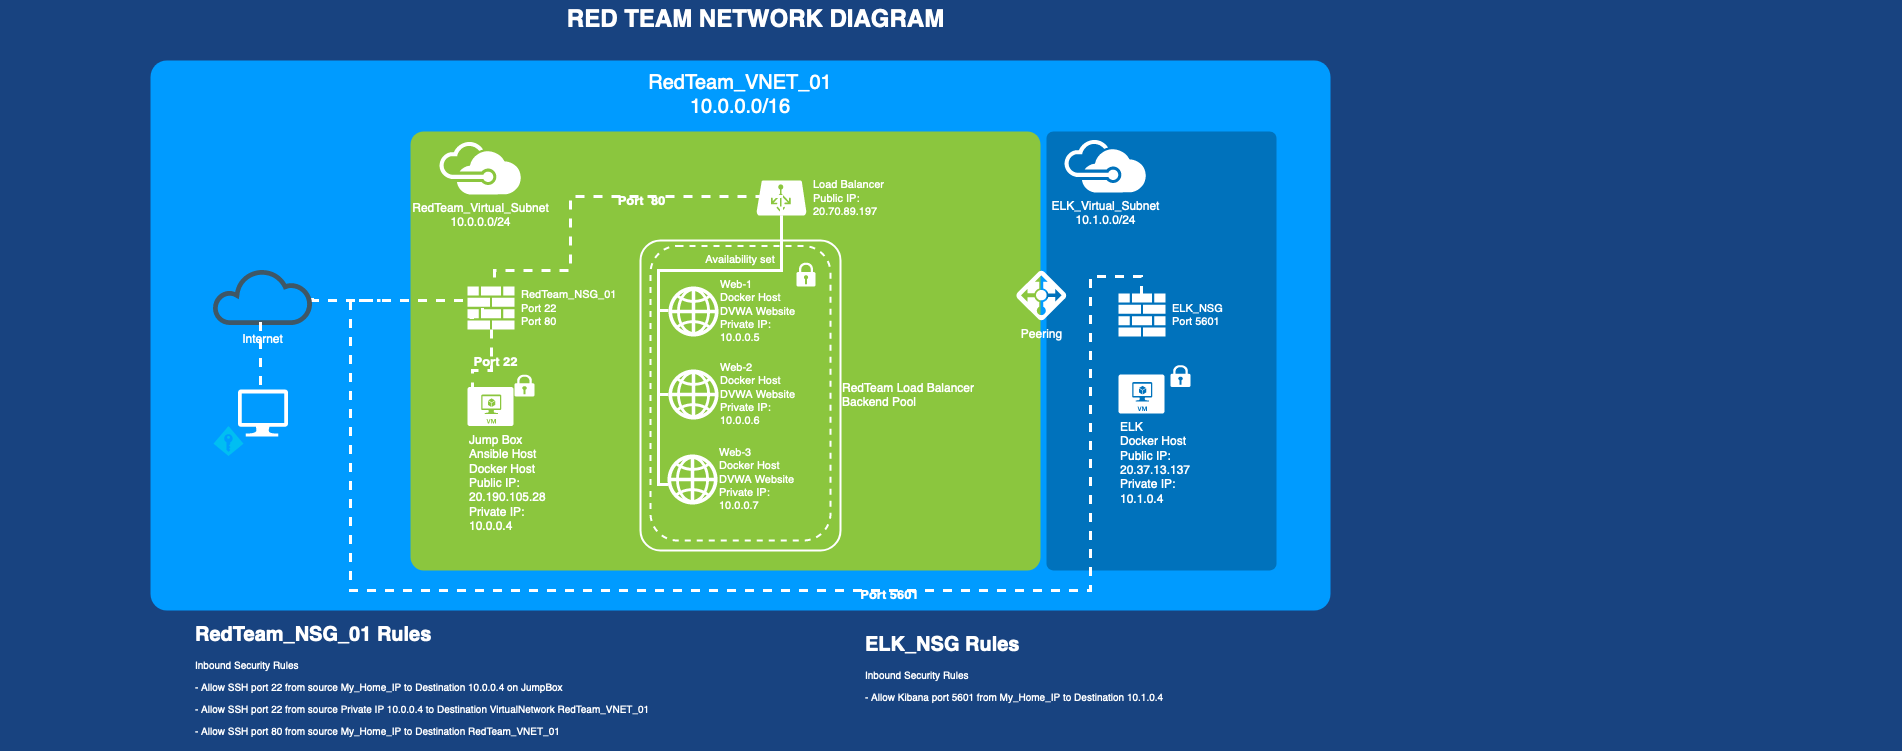 RED TEAM NETWORK DIAGRAM
RedTeam_VNET_01
10.0.0.0/16
RedTeam_Virtual_Subnet
10.0.0.0/24
Port 80
Load Balancer
Public IP:
20.70.89.197
ELK_Virtual_Subnet
10.1.0.0/24
Internet
RedTeam_NSG_01
Port 22
Port 80
Port 22
VM
Jump Box
Ansible Host
Docker Host
Public IP:
20.190.105.28
Private IP:
10.0.0.4
Availability set
Web-1
Docker Host
DVWA Website
Private IP:
10.0.0.5
Web-2
Docker Host
DVWA Website
Private IP:
10.0.0.6
Web-3
Docker Host
DVWA Website
Private IP:
10.0.0.7
RedTeam Load Balancer
Backend Pool
Peering
ELK_NSG
Port 5601
VM
ELK
Docker Host
Public IP:
20.37.13.137
Private IP:
10.1.0.4
Port 5601
RedTeam_NSG_01 Rules
Inbound Security Rules
- Allow SSH port 22 from source My_Home_IP to Destination 10.0.0.4 on JumpBox
- Allow SSH port 22 from source Private IP 10.0.0.4 to Destination VirtualNetwork RedTeam_VNET_01
- Allow SSH port 80 from source My_Home_IP to Destination RedTeam_VNET_01
ELK_NSG Rules
Inbound Security Rules
- Allow Kibana port 5601 from My_Home_IP to Destination 10.1.0.4